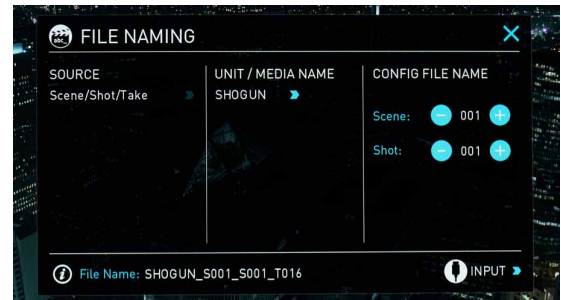 abc_
FILE NAMING
SOURCE
Scene/Shot/Take
UNIT / MEDIA NAME
SHOGUN
CONFIG FILE NAME
Scene: − 001 +
Shot: − 001 +
i File Name: SHOGUN_S001_S001_T016
INPUT